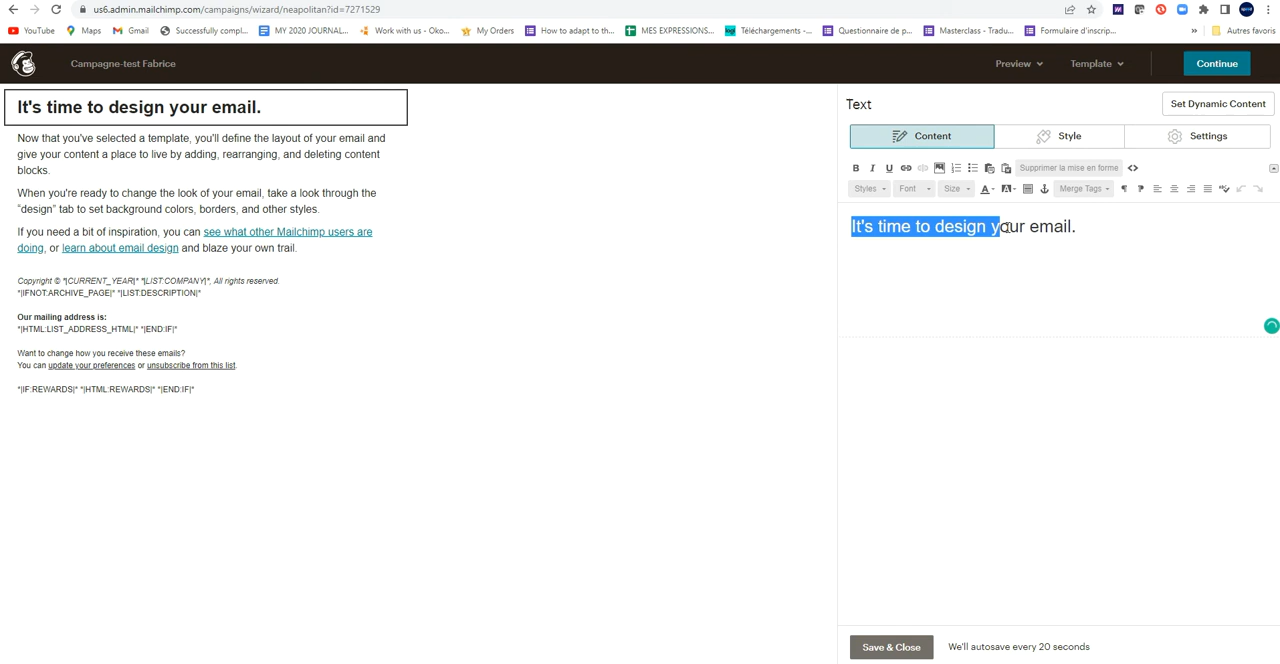 us6.admin.mailchimp.com/campaigns/wizard/neapolitan?id=7271529
YouTube Maps Gmail Successfully compl... MY 2020 JOURNAL... Work with us - Oko... My Orders How to adapt to th... MES EXPRESSIONS... Téléchargements -... Questionnaire de p... Masterclass - Tradu... Formulaire d'inscrip... » Autres favoris
Campagne-test Fabrice Preview Template Continue
It's time to design your email.
Now that you've selected a template, you'll define the layout of your email and
give your content a place to live by adding, rearranging, and deleting content
blocks.
When you're ready to change the look of your email, take a look through the
“design” tab to set background colors, borders, and other styles.
If you need a bit of inspiration, you can see what other Mailchimp users are
doing, or learn about email design and blaze your own trail.
Copyright © *|CURRENT_YEAR|* *|LIST:COMPANY|*, All rights reserved.
*|IFNOT:ARCHIVE_PAGE|* *|LIST:DESCRIPTION|*
Our mailing address is:
*|HTML:LIST_ADDRESS_HTML|* *|END:IF|*
Want to change how you receive these emails?
You can update your preferences or unsubscribe from this list.
*|IF:REWARDS|* *|HTML:REWARDS|* *|END:IF|*
Text Set Dynamic Content
Content Style Settings
B I U Supprimer la mise en forme
Styles Font Size A A Merge Tags
It's time to design your email.
Save & Close We'll autosave every 20 seconds